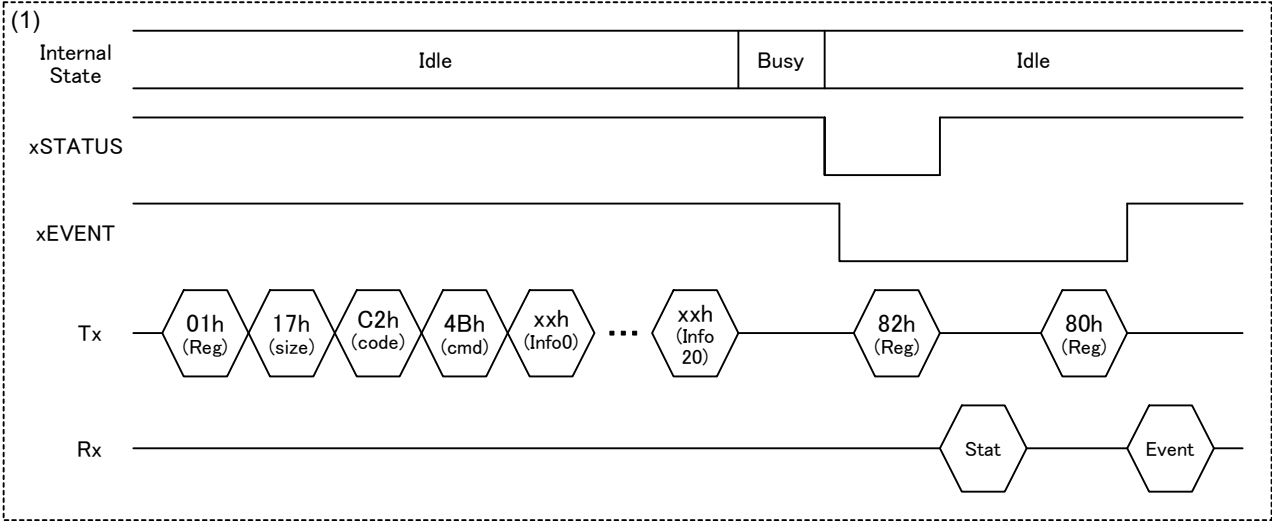 (1)
Internal
State
Idle
Busy
Idle
xSTATUS
xEVENT
Tx
01h
(Reg)
17h
(size)
C2h
(code)
4Bh
(cmd)
xxh
(Info0)
...
xxh
(Info
20)
82h
(Reg)
80h
(Reg)
Rx
Stat
Event